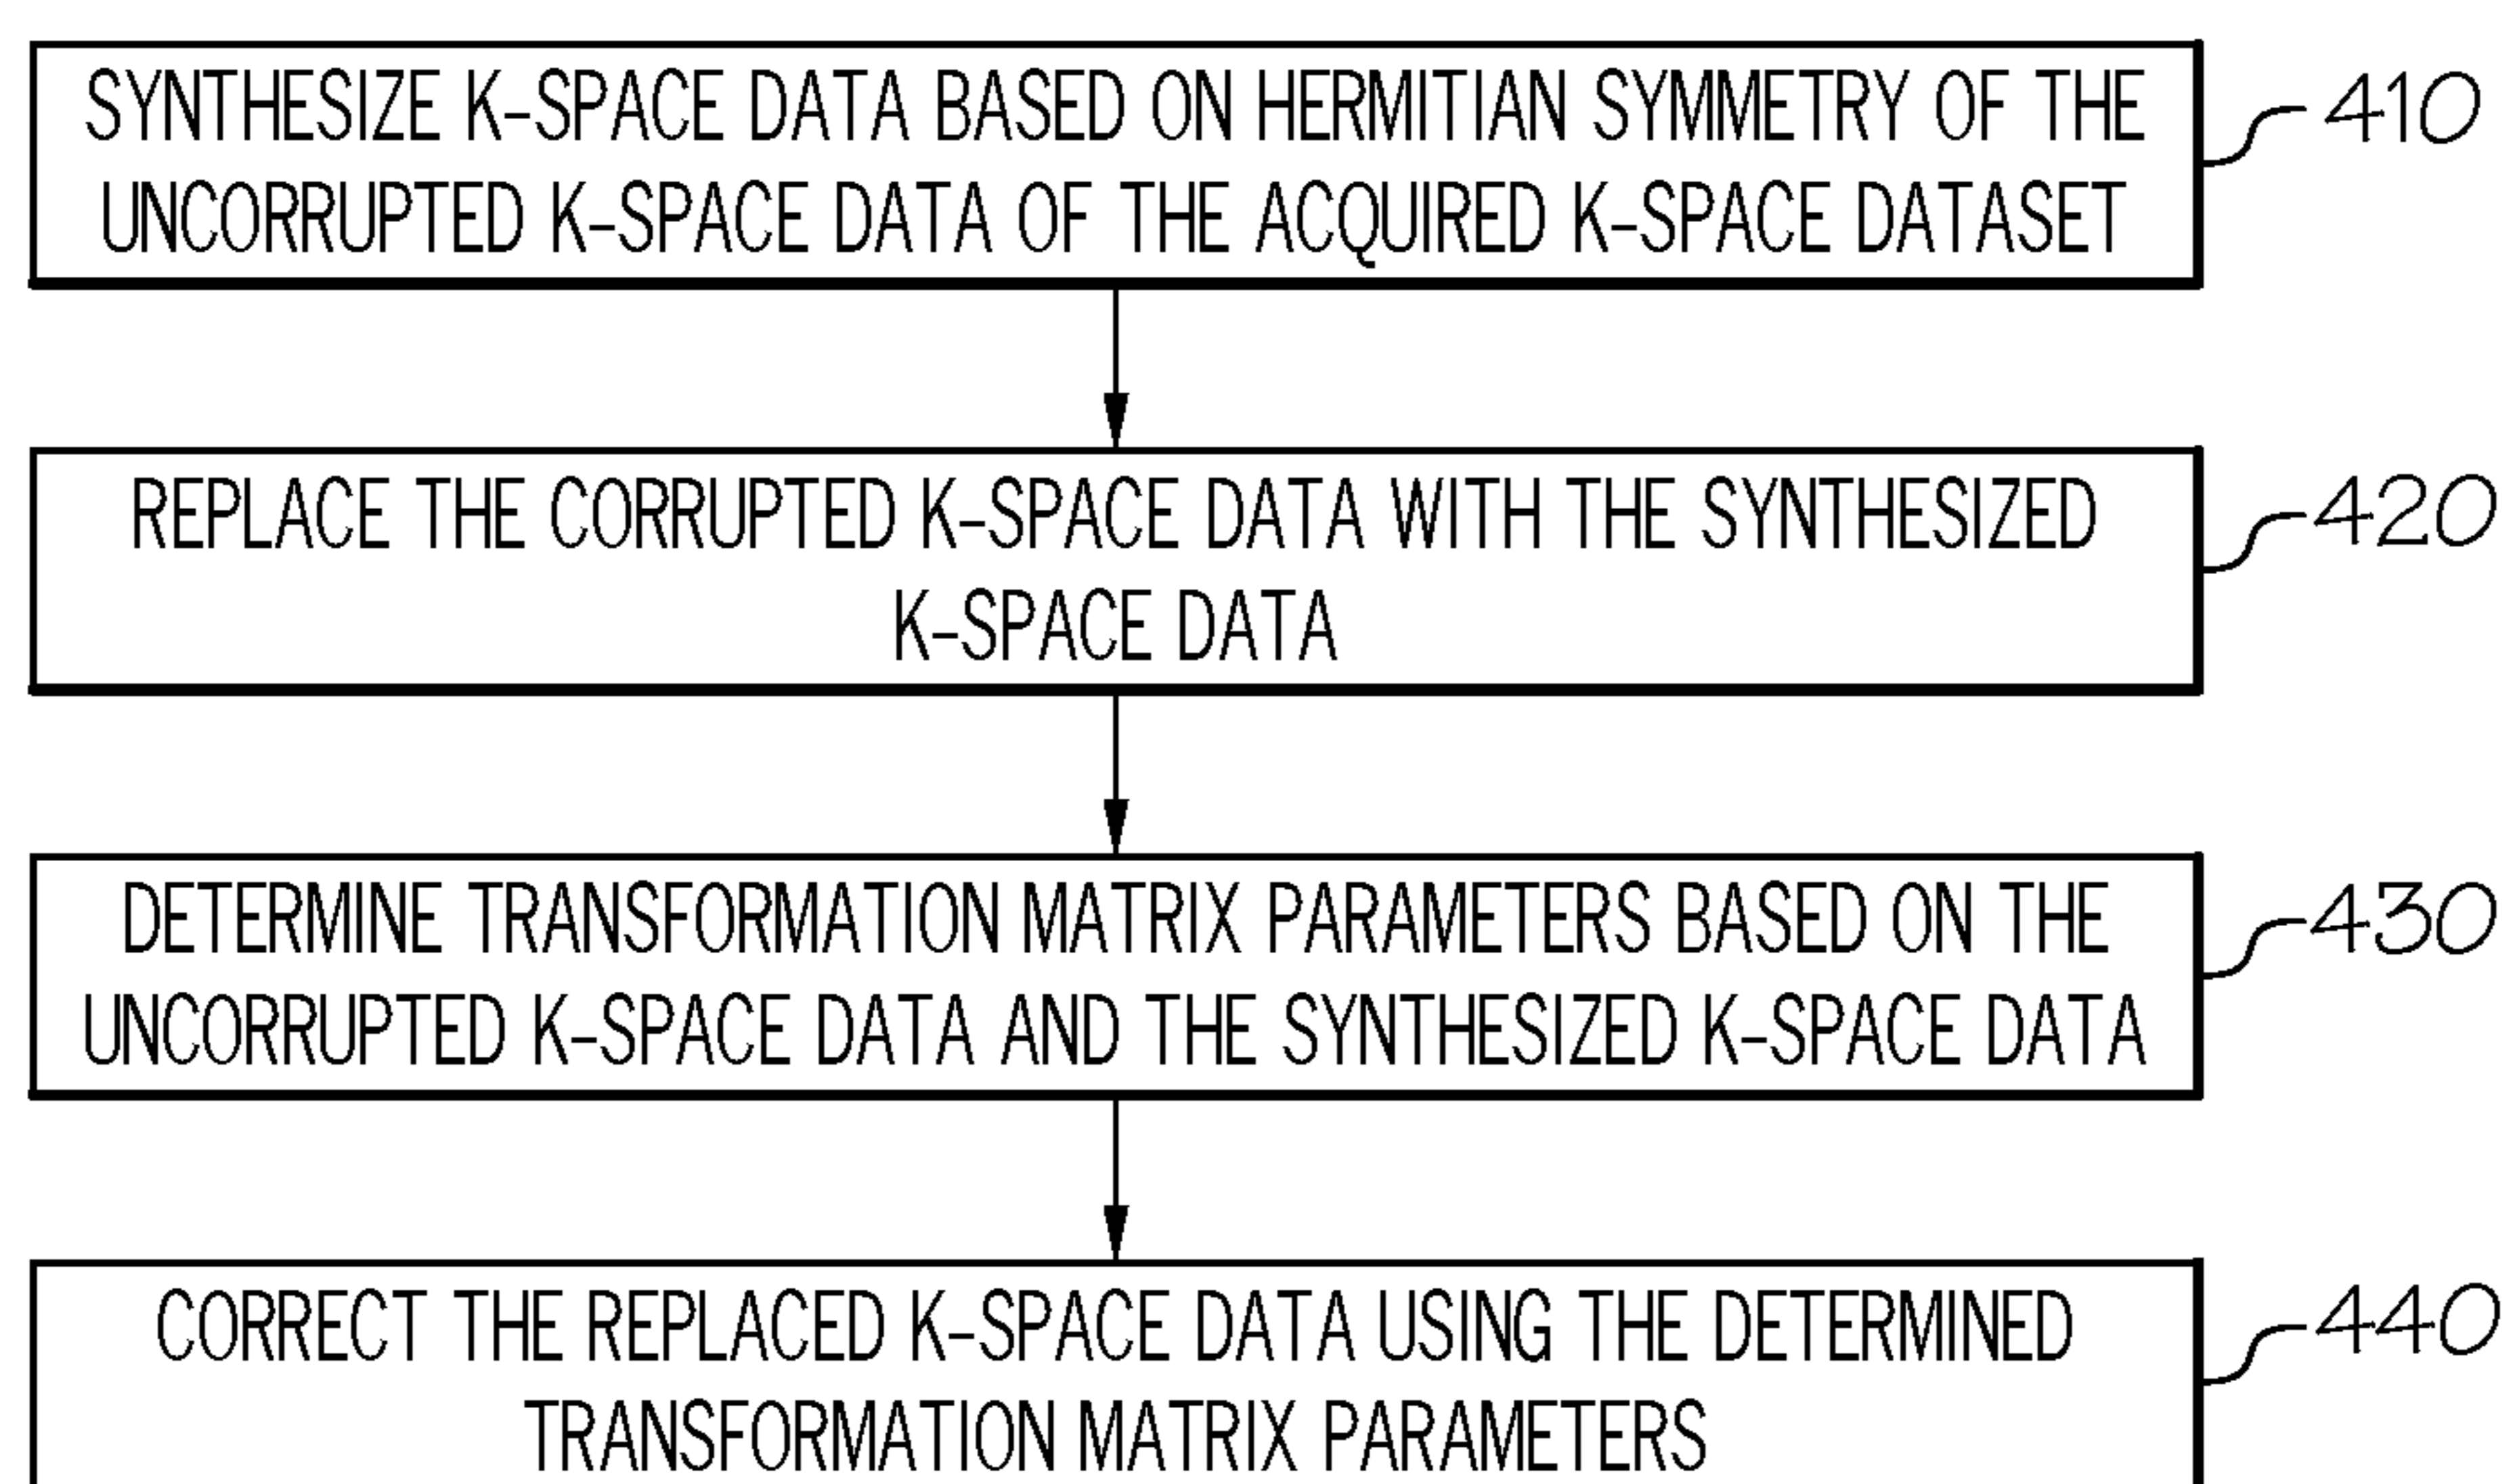 SYNTHESIZE K-SPACE DATA BASED ON HERMITIAN SYMMETRY OF THE
UNCORRUPTED K-SPACE DATA OF THE ACQUIRED K-SPACE DATASET
410
REPLACE THE CORRUPTED K-SPACE DATA WITH THE SYNTHESIZED
K-SPACE DATA
420
DETERMINE TRANSFORMATION MATRIX PARAMETERS BASED ON THE
UNCORRUPTED K-SPACE DATA AND THE SYNTHESIZED K-SPACE DATA
430
CORRECT THE REPLACED K-SPACE DATA USING THE DETERMINED
TRANSFORMATION MATRIX PARAMETERS
440